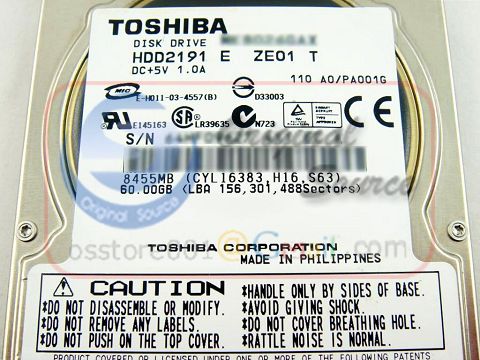 TOSHIBA
DISK DRIVE
HDD2191 E ZE01 T
DC+5V 1.0A
110 A0/PA001G
MIC
E-H011-03-4557(B)
D33003
E145163
LR39635
N723
S/N
8455MB (CYL16383,H16,S63)
60.00GB (LBA 156,301,488Sectors)
Original Source
Source
osstore001@Gmail.com
TOSHIBA CORPORATION
MADE IN PHILIPPINES
CAUTION
*DO NOT DISASSEMBLE OR MODIFY.
*DO NOT REMOVE ANY LABELS.
*DO NOT PUSH ON THE TOP COVER.
*HANDLE ONLY BY SIDES OF BASE.
*AVOID GIVING SHOCK.
*DO NOT COVER BREATHING HOLE.
*RATTLE NOISE IS NORMAL.
PRODUCT COVERED BY OR LICENSED UNDER ONE OR MORE OF THE FOLLOWING